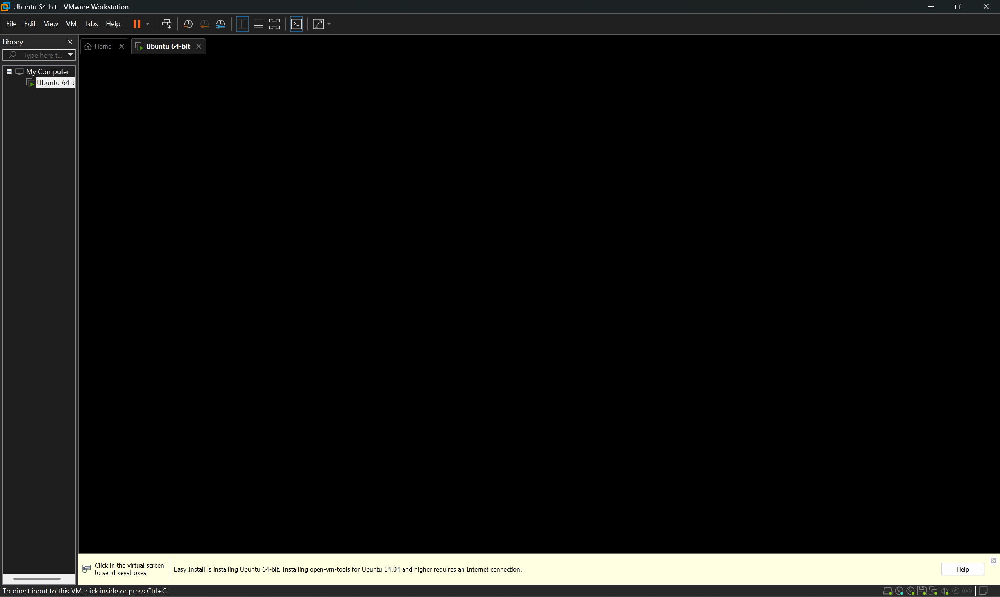 Ubuntu 64-bit - VMware Workstation
File Edit View VM Tabs Help
Library
Home
Ubuntu 64-bit
Type here t...
My Computer
Ubuntu 64-b
Click in the virtual screen
to send keystrokes
Easy Install is installing Ubuntu 64-bit. Installing open-vm-tools for Ubuntu 14.04 and higher requires an Internet connection.
Help
To direct input to this VM, click inside or press Ctrl+G.